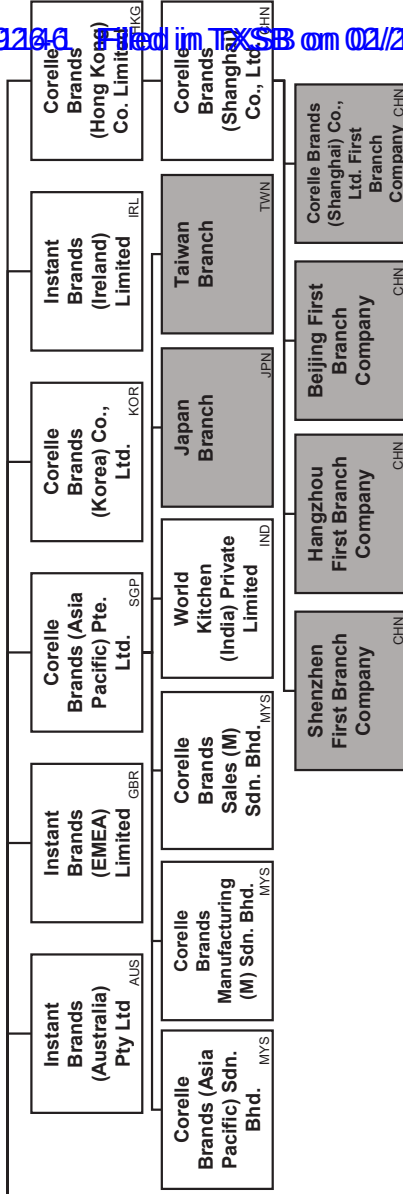 Filed in TXSB on 02/2
Instant
Brands
(Australia)
Pty Ltd
AUS
Instant
Brands
(EMEA)
Limited
GBR
Corelle
Brands (Asia
Pacific) Pte.
Ltd.
SGP
Corelle
Brands
(Korea) Co.,
Ltd.
KOR
Instant
Brands
(Ireland)
Limited
IRL
Corelle
Brands
(Hong Kong)
Co. Limited
HKG
Corelle
Brands (Asia
Pacific) Sdn.
Bhd.
MYS
Corelle
Brands
Manufacturing
(M) Sdn. Bhd.
MYS
Corelle
Brands
Sales (M)
Sdn. Bhd.
MYS
World
Kitchen
(India) Private
Limited
IND
Japan
Branch
JPN
Taiwan
Branch
TWN
Corelle
Brands
(Shanghai)
Co., Ltd.
CHN
Shenzhen
First Branch
Company
CHN
Hangzhou
First Branch
Company
CHN
Beijing First
Branch
Company
CHN
Corelle Brands
(Shanghai) Co.,
Ltd. First
Branch
Company
CHN